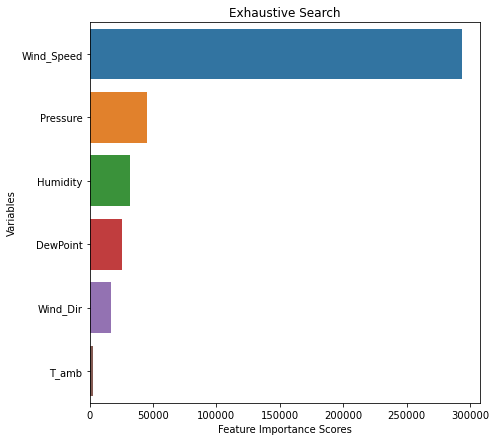 Exhaustive Search
Variables
Wind_Speed
Pressure
Humidity
DewPoint
Wind_Dir
T_amb
0 50000 100000 150000 200000 250000 300000
Feature Importance Scores